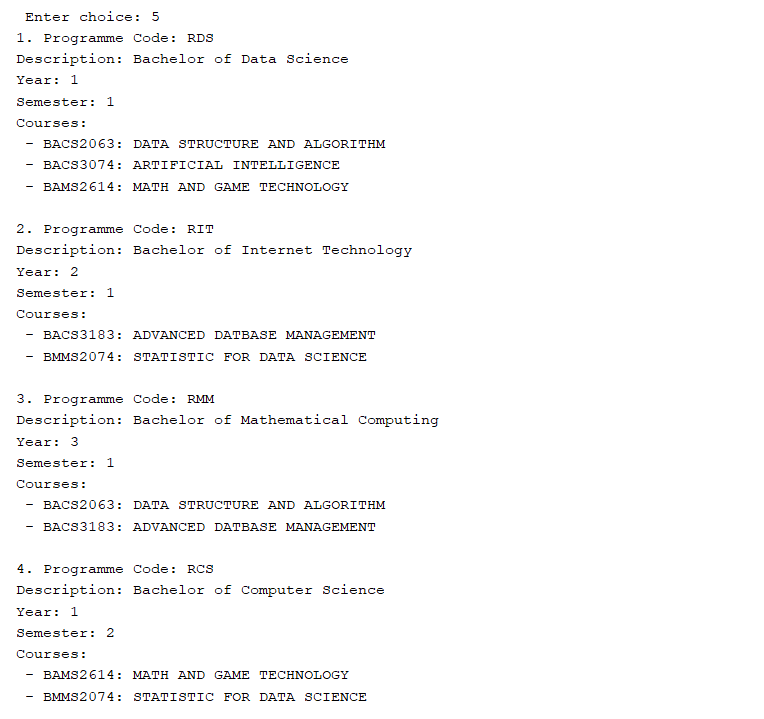 Enter choice: 5
1. Programme Code: RDS
Description: Bachelor of Data Science
Year: 1
Semester: 1
Courses:
- BACS2063: DATA STRUCTURE AND ALGORITHM
- BACS3074: ARTIFICIAL INTELLIGENCE
- BAMS2614: MATH AND GAME TECHNOLOGY
2. Programme Code: RIT
Description: Bachelor of Internet Technology
Year: 2
Semester: 1
Courses:
- BACS3183: ADVANCED DATBASE MANAGEMENT
- BMMS2074: STATISTIC FOR DATA SCIENCE
3. Programme Code: RMM
Description: Bachelor of Mathematical Computing
Year: 3
Semester: 1
Courses:
- BACS2063: DATA STRUCTURE AND ALGORITHM
- BACS3183: ADVANCED DATBASE MANAGEMENT
4. Programme Code: RCS
Description: Bachelor of Computer Science
Year: 1
Semester: 2
Courses:
- BAMS2614: MATH AND GAME TECHNOLOGY
- BMMS2074: STATISTIC FOR DATA SCIENCE